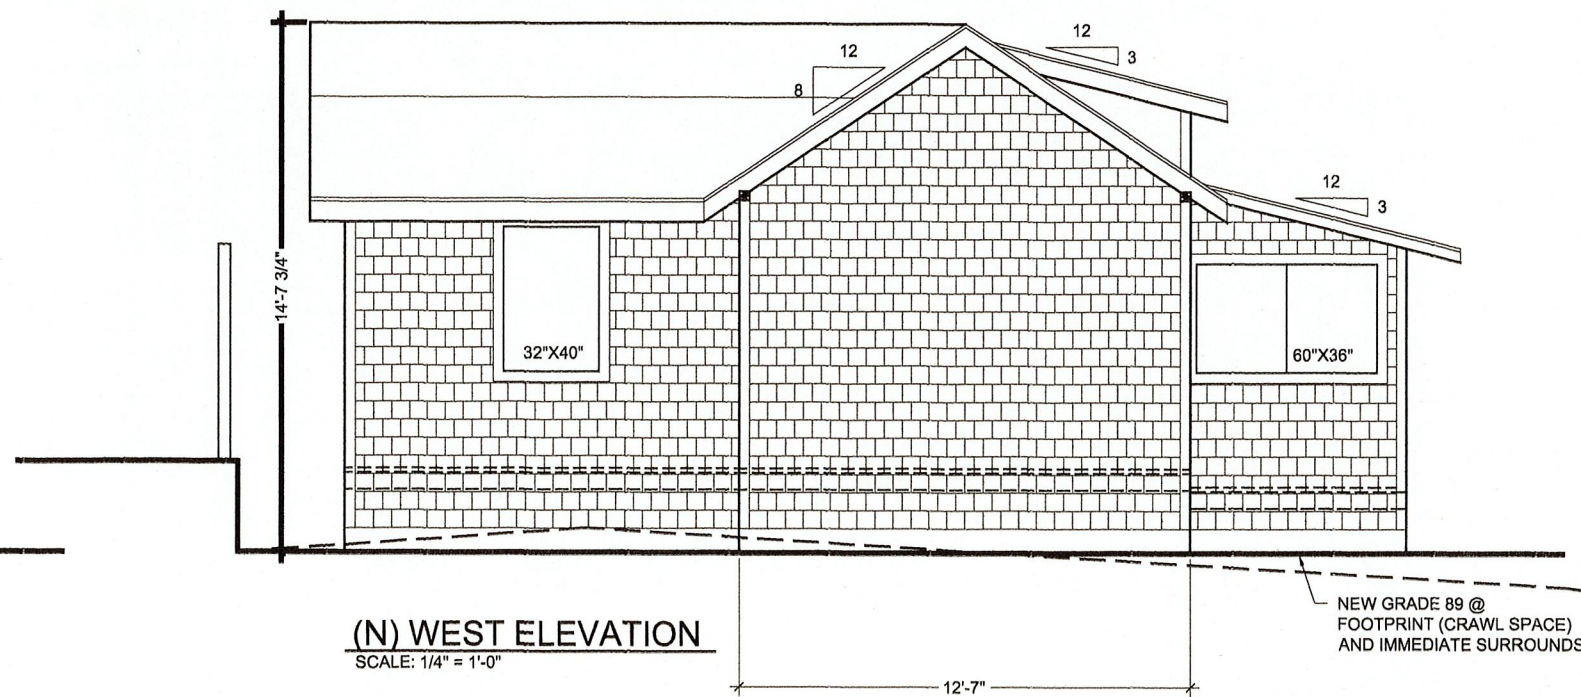 12
3
12
8
12
3
14'-7 3/4"
32"X40"
60"X36"
NEW GRADE 89 @
FOOTPRINT (CRAWL SPACE)
AND IMMEDIATE SURROUNDS
(N) WEST ELEVATION
SCALE: 1/4" = 1'-0"
12'-7"